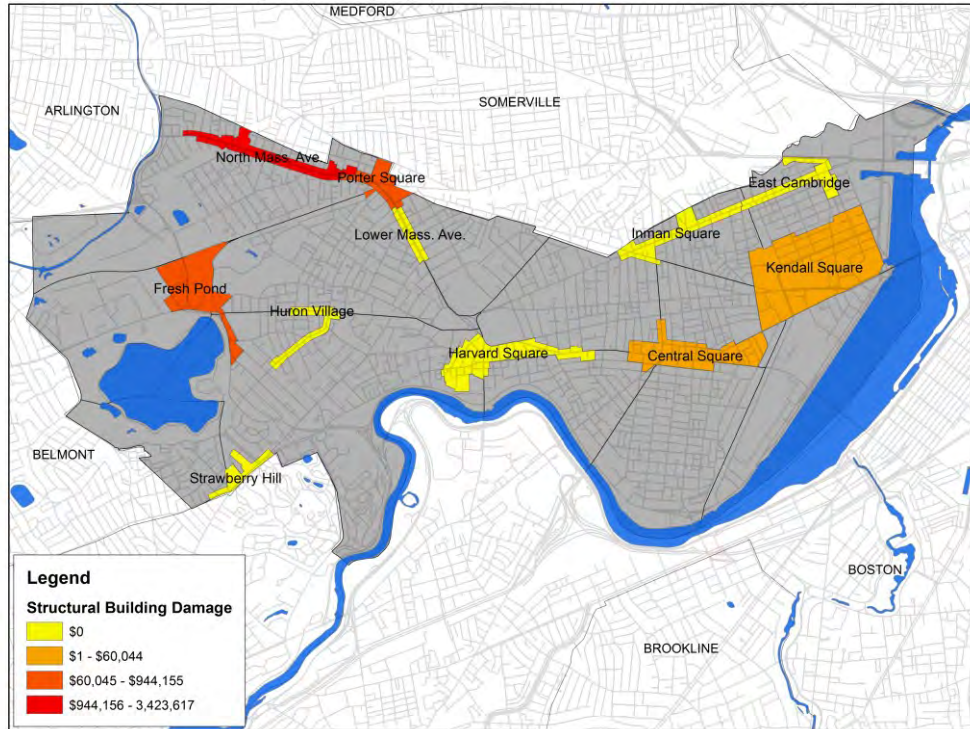 MEDFORD
ARLINGTON
SOMERVILLE
North Mass. Ave.
Porter Square
East Cambridge
Lower Mass. Ave.
Inman Square
Kendall Square
Fresh Pond
Huron Village
Harvard Square
Central Square
BELMONT
Strawberry Hill
BOSTON
BROOKLINE
Legend
Structural Building Damage
$0
$1 - $60,044
$60,045 - $944,155
$944,156 - 3,423,617